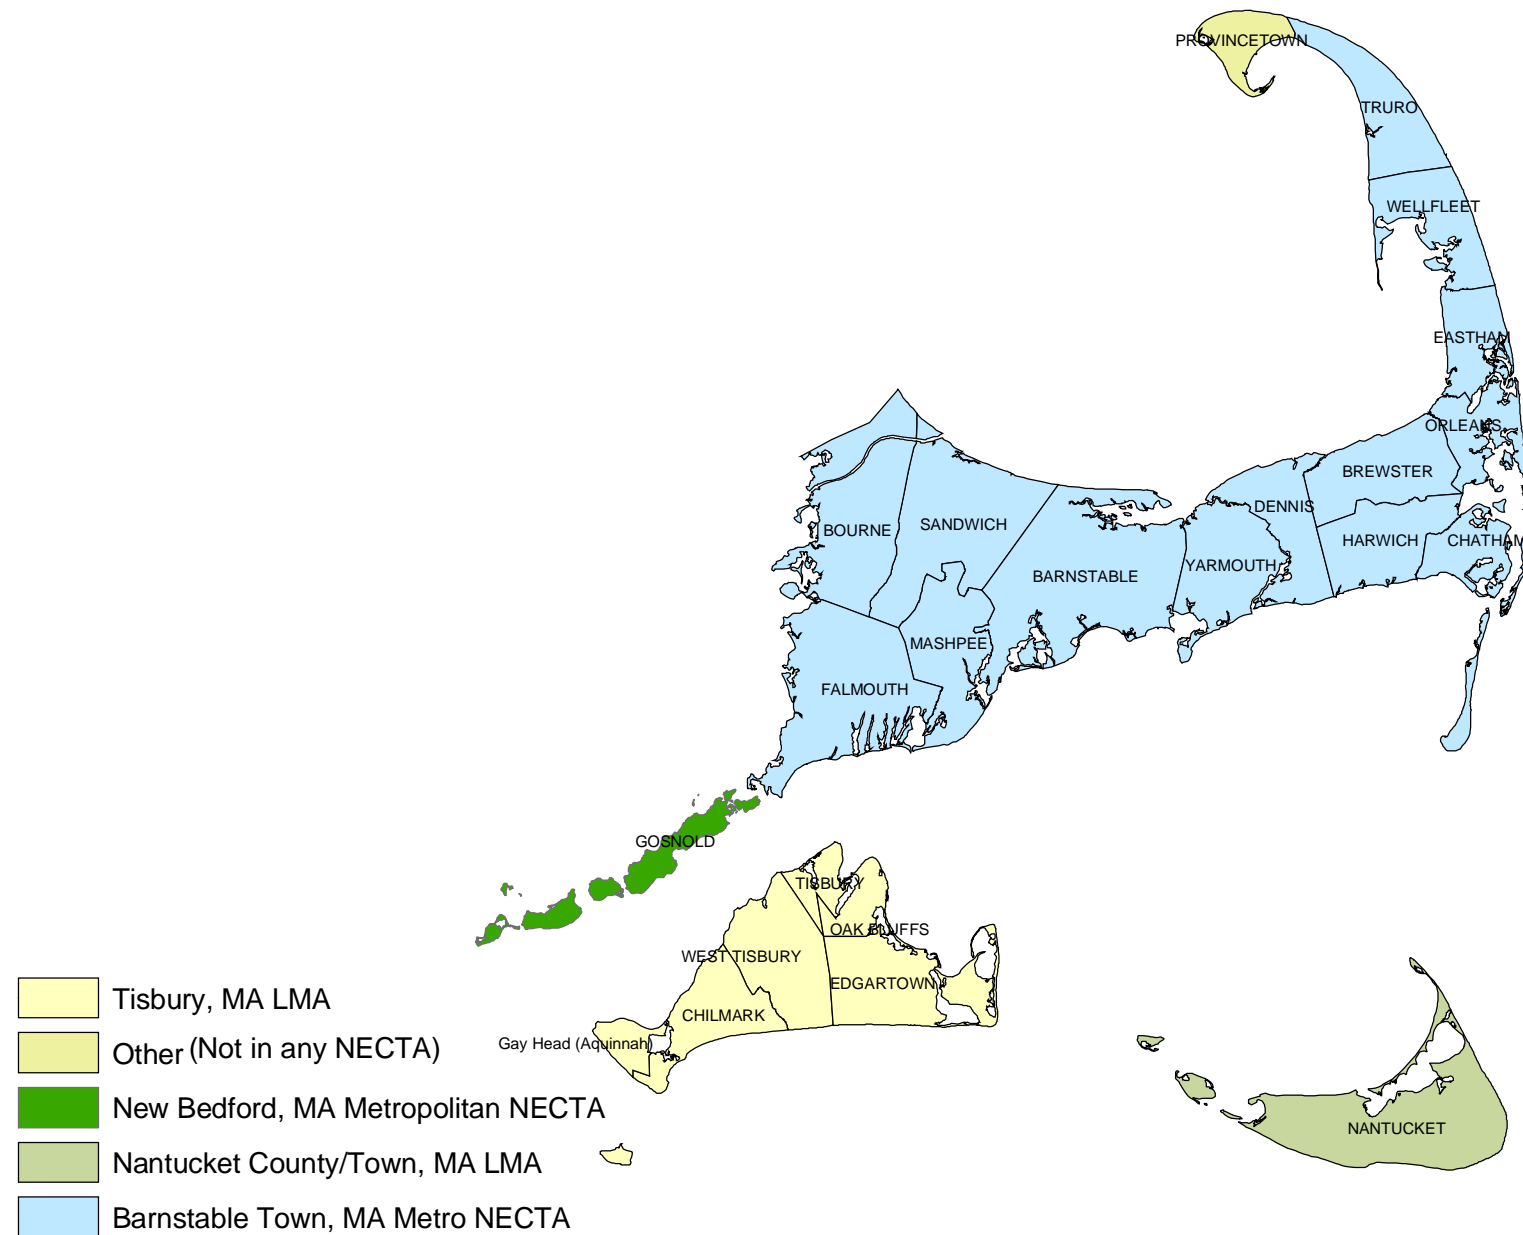 PROVINCETOWN
TRURO
WELLFLEET
EASTHAM
ORLEANS
BREWSTER
DENNIS
SANDWICH
BOURNE
HARWICH
CHATHAM
YARMOUTH
BARNSTABLE
MASHPEE
FALMOUTH
GOSNOLD
TISBURY
OAK BLUFFS
WEST TISBURY
EDGARTOWN
CHILMARK
Gay Head (Aquinnah)
NANTUCKET
Tisbury, MA LMA
Other (Not in any NECTA)
New Bedford, MA Metropolitan NECTA
Nantucket County/Town, MA LMA
Barnstable Town, MA Metro NECTA